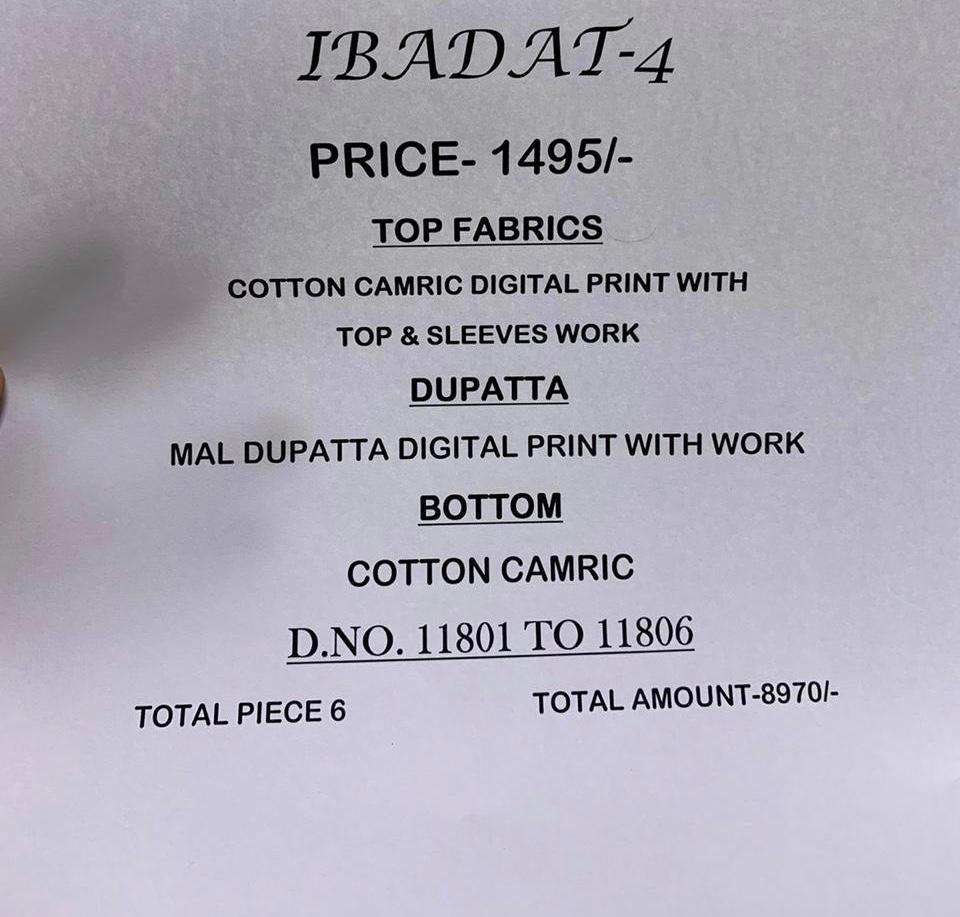 IBADAT-4
PRICE- 1495/-
TOP FABRICS
COTTON CAMRIC DIGITAL PRINT WITH
TOP & SLEEVES WORK
DUPATTA
MAL DUPATTA DIGITAL PRINT WITH WORK
BOTTOM
COTTON CAMRIC
D.NO. 11801 TO 11806
TOTAL PIECE 6 TOTAL AMOUNT-8970/-